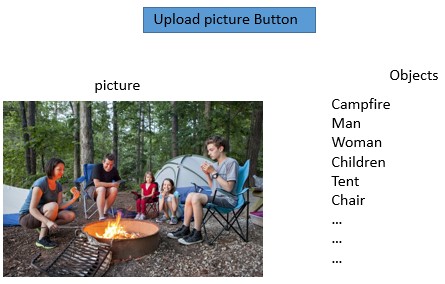 Upload picture Button
picture
Objects
Campfire
Man
Woman
Children
Tent
Chair
...
...
...